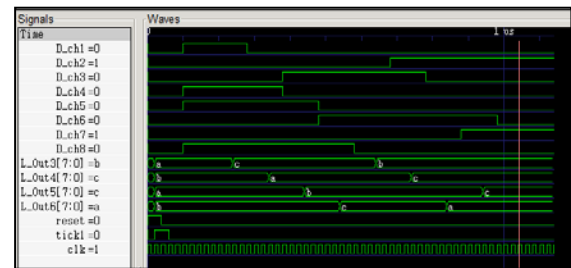 Signals Waves
Time 0 1 us
D_ch1=0
D_ch2=1
D_ch3=0
D_ch4=0
D_ch5=0
D_ch6=0
D_ch7=1
D_ch8=0
L_Out3[7:0] =b a c b
L_Out4[7:0] =c b a c
L_Out5[7:0] =c a b c
L_Out6[7:0] =a b c a
reset=0
tick1=0
clk=1